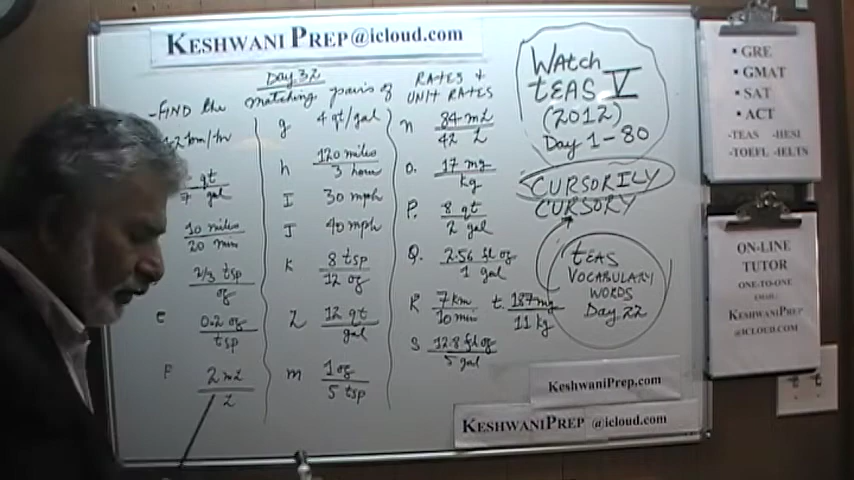 KESHWANI PREP@icloud.com
Day 32
-FIND the matching pairs of RATES & UNIT RATES
km/hr
qt
7 gal
10 miles
20 min
2/3 tsp
oz
E 0.2 oz
tsp
F 2 mL
L
g 4 qt/gal
h 120 miles
3 hours
I 30 mph
J 40 mph
K 8 tsp
12 oz
L 12 qt
gal
m 1 oz
5 tsp
n 84 mL
42 L
O. 17 mg
kg
P. 8 qt
2 gal
Q. 2.56 fl oz
1 gal
R 7 km
10 min
S 12.8 fl oz
5 gal
t. 187 mg
11 kg
WATCH
tEAS V
(2012)
Day 1-80
CURSORILY
CURSORY
tEAS
VOCABULARY
WORDS
Day 22
KESHWANIPREP.com
KESHWANIPREP @icloud.com
▪ GRE
▪ GMAT
▪ SAT
▪ ACT
-TEAS -HESI
-TOEFL -IELTS
ON-LINE
TUTOR
ONE-TO-ONE
KESHWANIPREP
@ICLOUD.COM